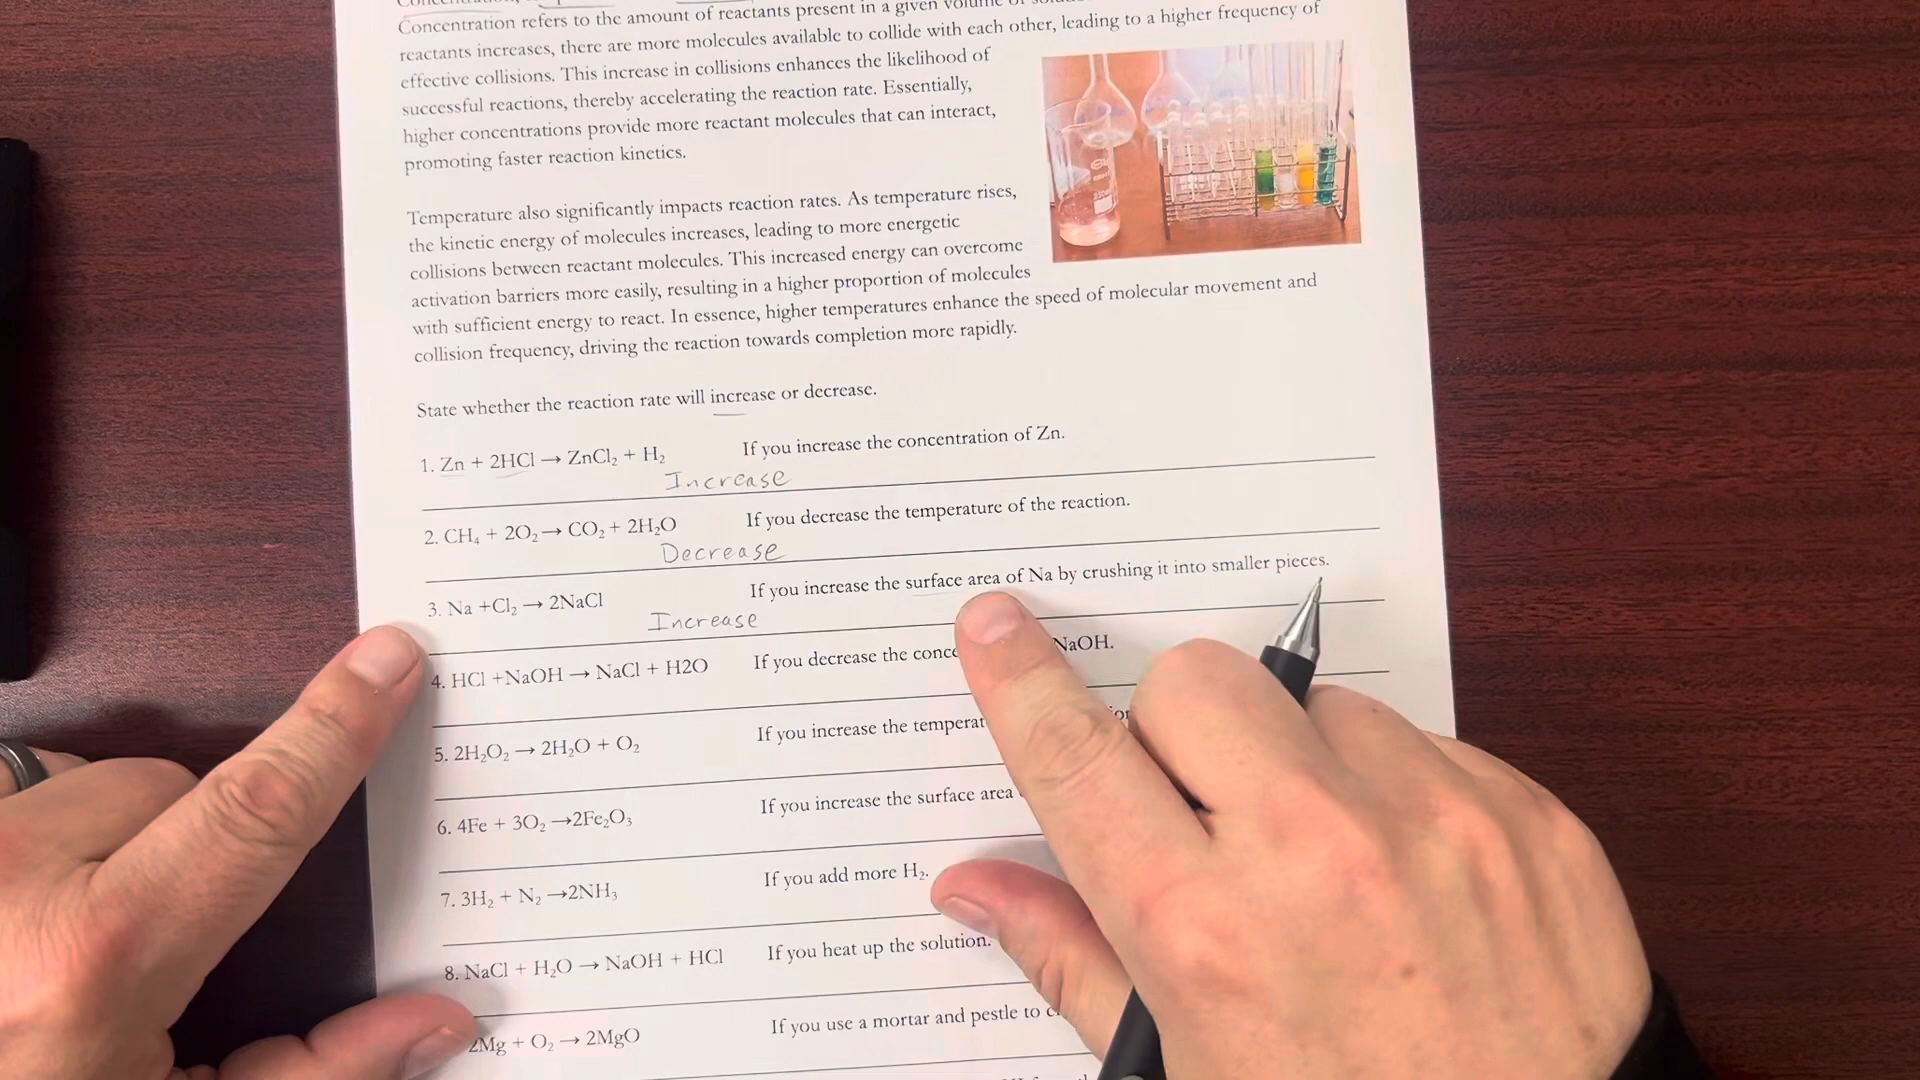 Concentration refers to the amount of reactants present in a given volume of
reactants increases, there are more molecules available to collide with each other, leading to a higher frequency of
effective collisions. This increase in collisions enhances the likelihood of
successful reactions, thereby accelerating the reaction rate. Essentially,
higher concentrations provide more reactant molecules that can interact,
promoting faster reaction kinetics.
Temperature also significantly impacts reaction rates. As temperature rises,
the kinetic energy of molecules increases, leading to more energetic
collisions between reactant molecules. This increased energy can overcome
activation barriers more easily, resulting in a higher proportion of molecules
with sufficient energy to react. In essence, higher temperatures enhance the speed of molecular movement and
collision frequency, driving the reaction towards completion more rapidly.
State whether the reaction rate will increase or decrease.
1. Zn + 2HCl → ZnCl₂ + H₂ If you increase the concentration of Zn.
Increase
2. CH₄ + 2O₂ → CO₂ + 2H₂O If you decrease the temperature of the reaction.
Decrease
3. Na +Cl₂ → 2NaCl If you increase the surface area of Na by crushing it into smaller pieces.
Increase
4. HCl +NaOH → NaCl + H2O If you decrease the conce NaOH.
5. 2H₂O₂ → 2H₂O + O₂ If you increase the temperat
6. 4Fe + 3O₂ →2Fe₂O₃ If you increase the surface area
7. 3H₂ + N₂ →2NH₃ If you add more H₂.
8. NaCl + H₂O → NaOH + HCl If you heat up the solution.
2Mg + O₂ → 2MgO If you use a mortar and pestle to